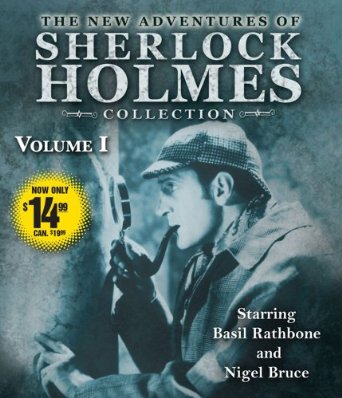 THE NEW ADVENTURES OF
SHERLOCK
HOLMES
COLLECTION
VOLUME I
NOW ONLY
$14.99
CAN. $19.99
Starring
Basil Rathbone
and
Nigel Bruce